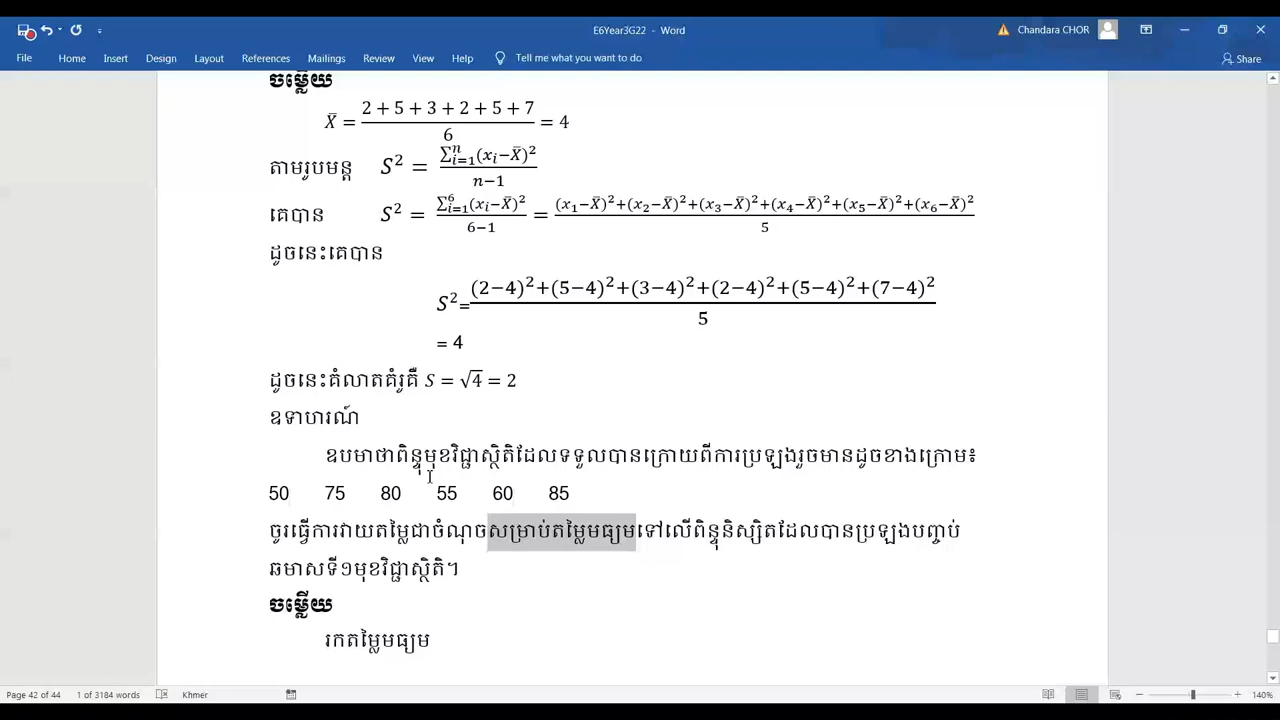 E6Year3G22 - Word
Chandara CHOR
File Home Insert Design Layout References Mailings Review View Help Tell me what you want to do Share
ចម្លើយ
X̄ = (2 + 5 + 3 + 2 + 5 + 7)/6 = 4
តាមរូបមន្ត S² = ∑ⁿᵢ₌₁(xᵢ−X̄)²/(n−1)
គេបាន S² = ∑⁶ᵢ₌₁(xᵢ−X̄)²/(6−1) = ((x₁−X̄)²+(x₂−X̄)²+(x₃−X̄)²+(x₄−X̄)²+(x₅−X̄)²+(x₆−X̄)²)/5
ដូចនេះគេបាន
S²=((2−4)²+(5−4)²+(3−4)²+(2−4)²+(5−4)²+(7−4)²)/5
= 4
ដូចនេះគំលាតគំរូគឺ S = √4 = 2
ឧទាហរណ៍
ឧបមាថាពិន្ទុមុខវិជ្ជាស្ថិតិដែលទទួលបានក្រោយពីការប្រឡងរួចមានដូចខាងក្រោម៖
50 75 80 55 60 85
ចូរធ្វើការវាយតម្លៃជាចំណុចសម្រាប់តម្លៃមធ្យមទៅលើពិន្ទុនិស្សិតដែលបានប្រឡងបញ្ចប់
ឆមាសទី១មុខវិជ្ជាស្ថិតិ។
ចម្លើយ
រកតម្លៃមធ្យម
Page 42 of 44 1 of 3184 words Khmer 140%